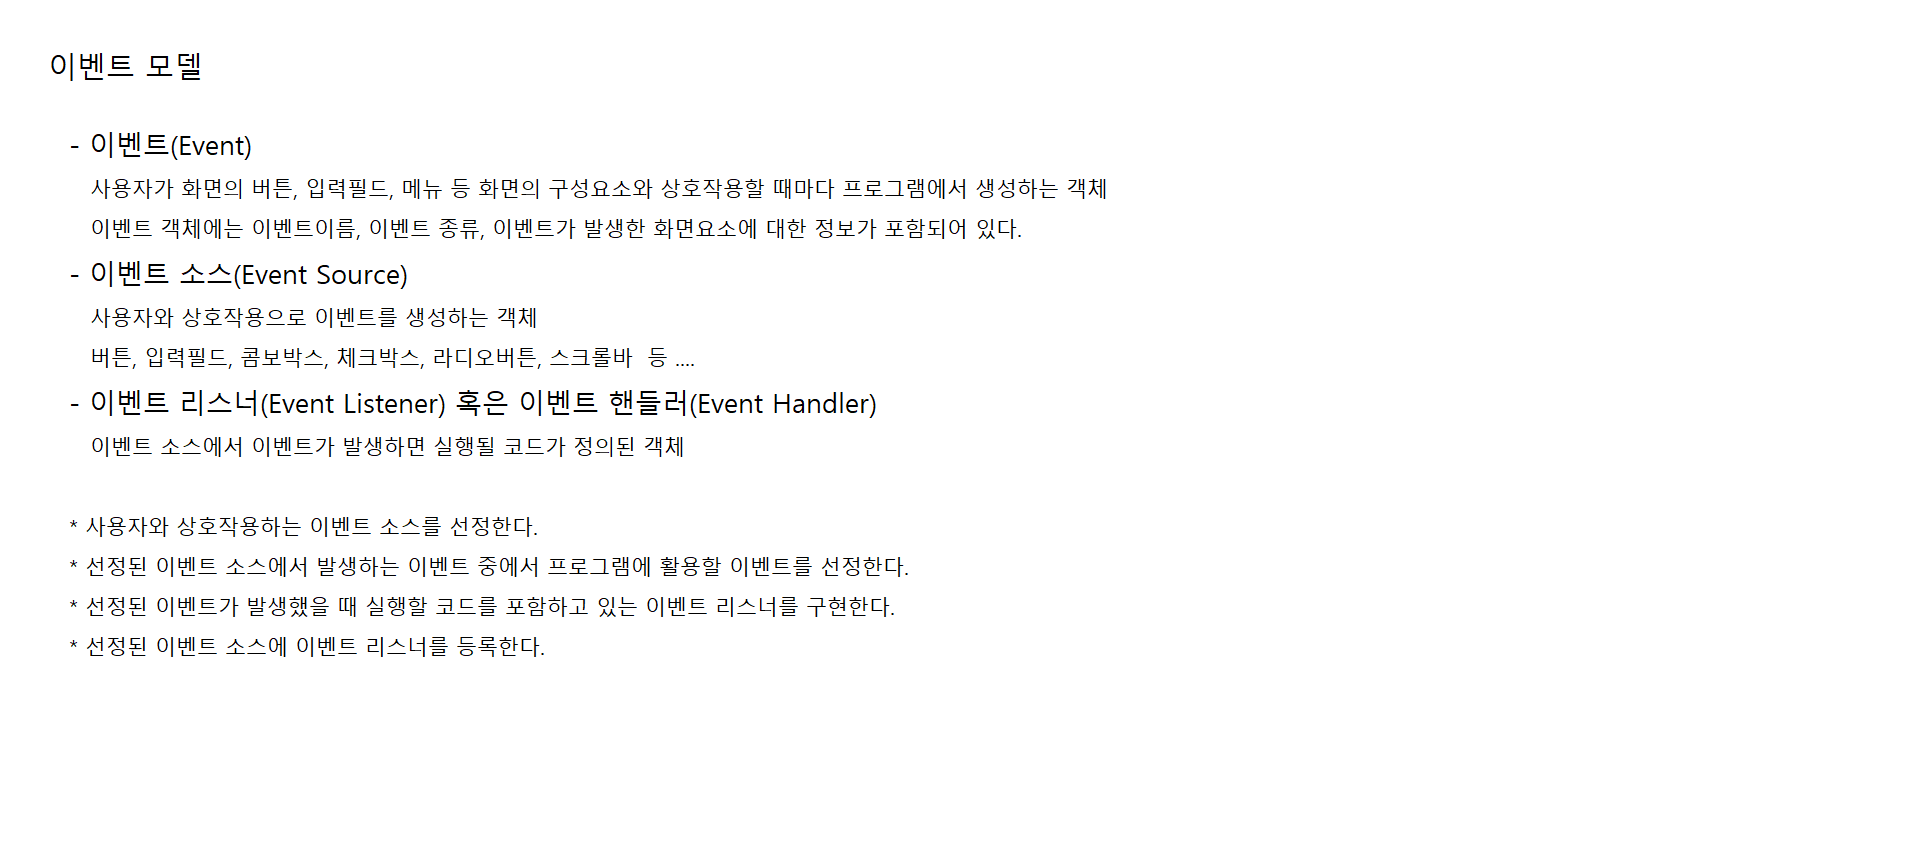 이벤트 모델
- 이벤트(Event)
사용자가 화면의 버튼, 입력필드, 메뉴 등 화면의 구성요소와 상호작용할 때마다 프로그램에서 생성하는 객체
이벤트 객체에는 이벤트이름, 이벤트 종류, 이벤트가 발생한 화면요소에 대한 정보가 포함되어 있다.
- 이벤트 소스(Event Source)
사용자와 상호작용으로 이벤트를 생성하는 객체
버튼, 입력필드, 콤보박스, 체크박스, 라디오버튼, 스크롤바  등 ....
- 이벤트 리스너(Event Listener) 혹은 이벤트 핸들러(Event Handler)
이벤트 소스에서 이벤트가 발생하면 실행될 코드가 정의된 객체
* 사용자와 상호작용하는 이벤트 소스를 선정한다.
* 선정된 이벤트 소스에서 발생하는 이벤트 중에서 프로그램에 활용할 이벤트를 선정한다.
* 선정된 이벤트가 발생했을 때 실행할 코드를 포함하고 있는 이벤트 리스너를 구현한다.
* 선정된 이벤트 소스에 이벤트 리스너를 등록한다.